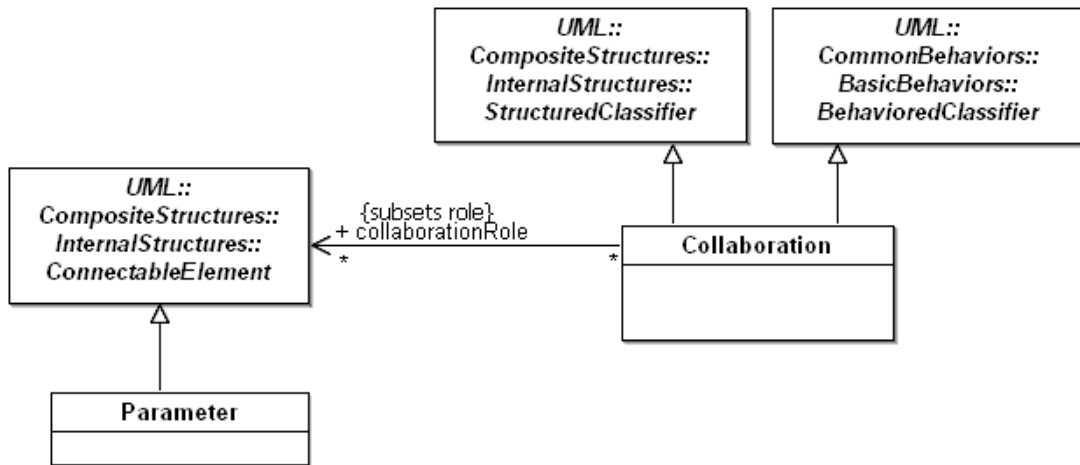 UML::
CompositeStructures::
InternalStructures::
StructuredClassifier
UML::
CommonBehaviors::
BasicBehaviors::
BehavioredClassifier
UML::
CompositeStructures::
InternalStructures::
ConnectableElement
{subsets role}
+ collaborationRole
*
*
Collaboration
Parameter